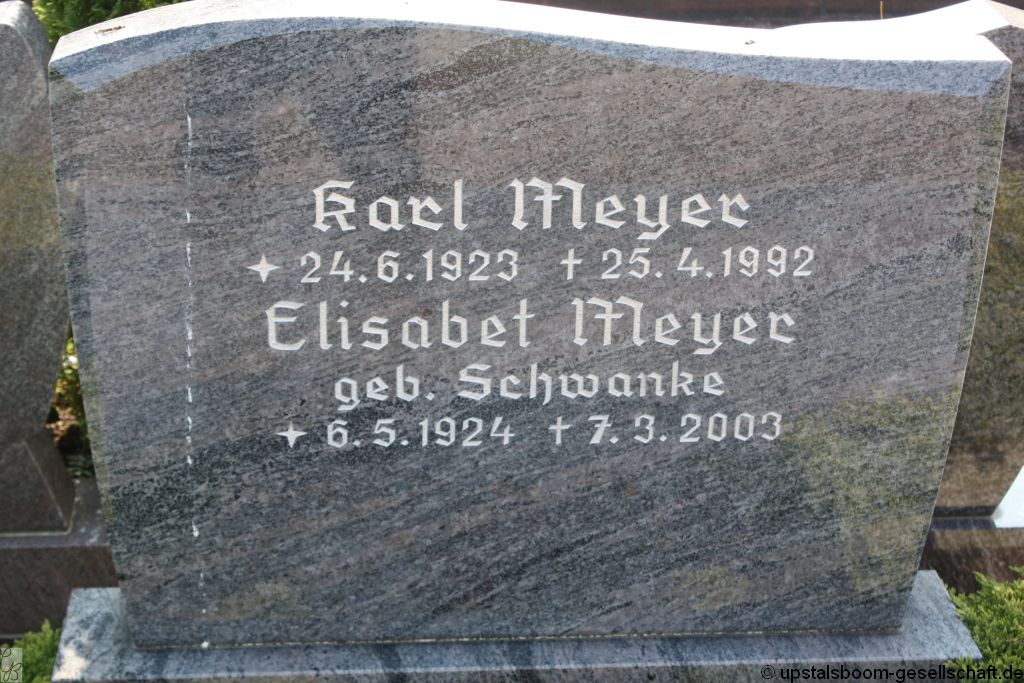 Karl Meyer
✦ 24.6.1923 † 25.4.1992
Elisabet Meyer
geb. Schwanke
✦ 6.5.1924 † 7.3.2003
© upstalsboom-gesellschaft.de